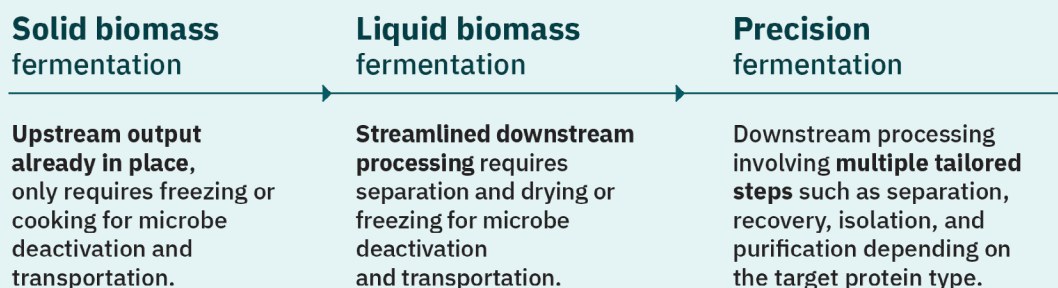 Solid biomass
fermentation
Upstream output
already in place,
only requires freezing or
cooking for microbe
deactivation and
transportation.
Liquid biomass
fermentation
Streamlined downstream
processing requires
separation and drying or
freezing for microbe
deactivation
and transportation.
Precision
fermentation
Downstream processing
involving multiple tailored
steps such as separation,
recovery, isolation, and
purification depending on
the target protein type.